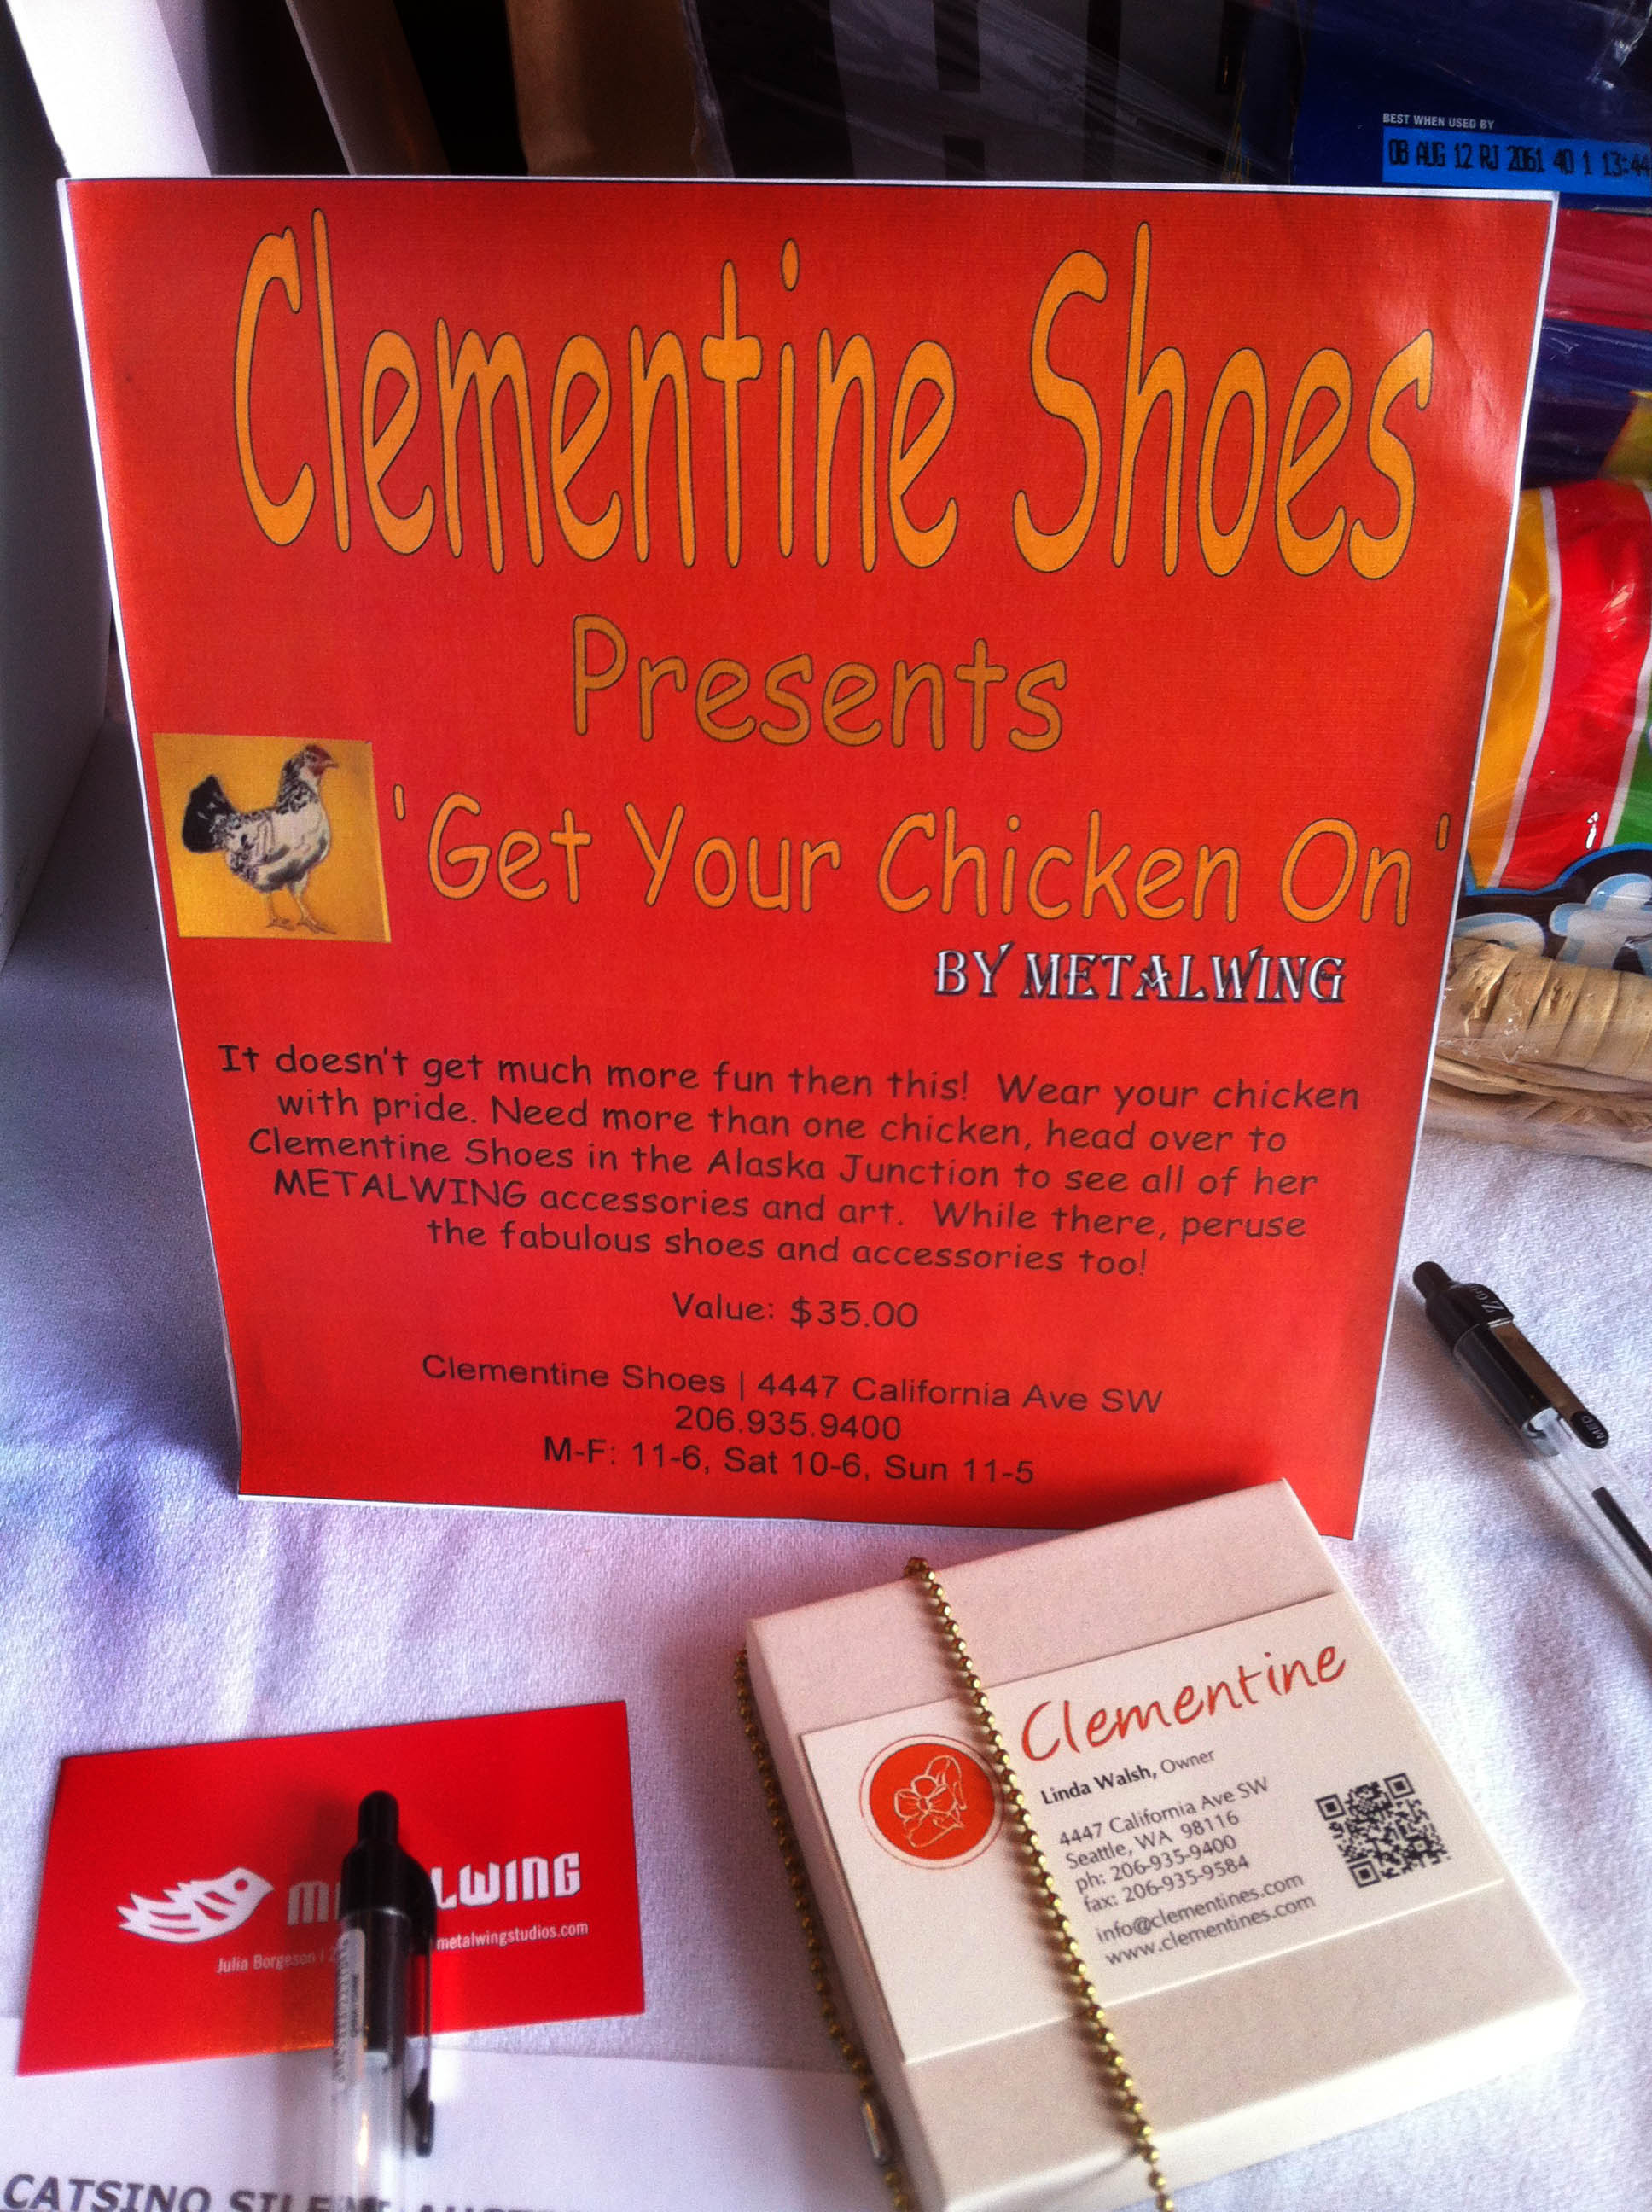 BEST WHEN USED BY
08 AUG 12 RJ 2061 40 1 13:44
Clementine Shoes
Presents
'Get Your Chicken On'
BY METALWING
It doesn't get much more fun then this! Wear your chicken
with pride. Need more than one chicken, head over to
Clementine Shoes in the Alaska Junction to see all of her
METALWING accessories and art. While there, peruse
the fabulous shoes and accessories too!
Value: $35.00
Clementine Shoes | 4447 California Ave SW
206.935.9400
M-F: 11-6, Sat 10-6, Sun 11-5
Clementine
Linda Walsh, Owner
4447 California Ave SW
Seattle, WA 98116
ph: 206-935-9400
fax: 206-935-9584
info@clementines.com
www.clementines.com
Julia Borgeson | metalwingstudios.com
MED
CATSINO